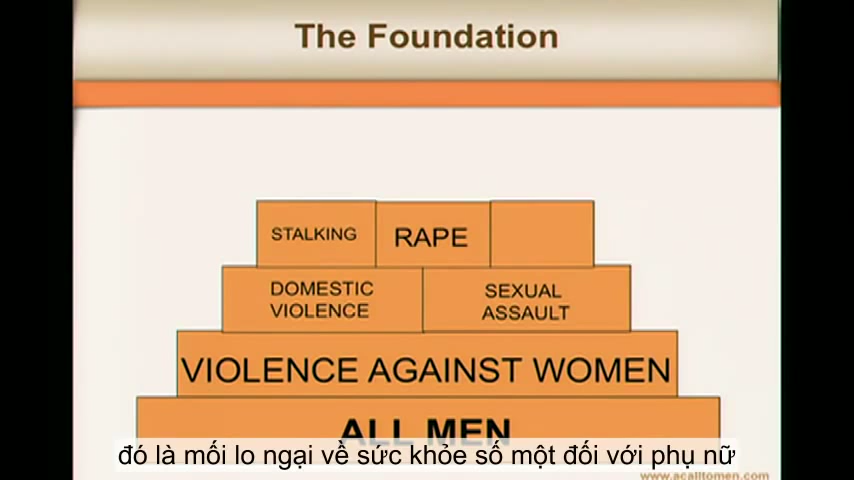 The Foundation
STALKING
RAPE
DOMESTIC
VIOLENCE
SEXUAL
ASSAULT
VIOLENCE AGAINST WOMEN
ALL MEN
đó là mối lo ngại về sức khỏe số một đối với phụ nữ
www.acalltomen.com